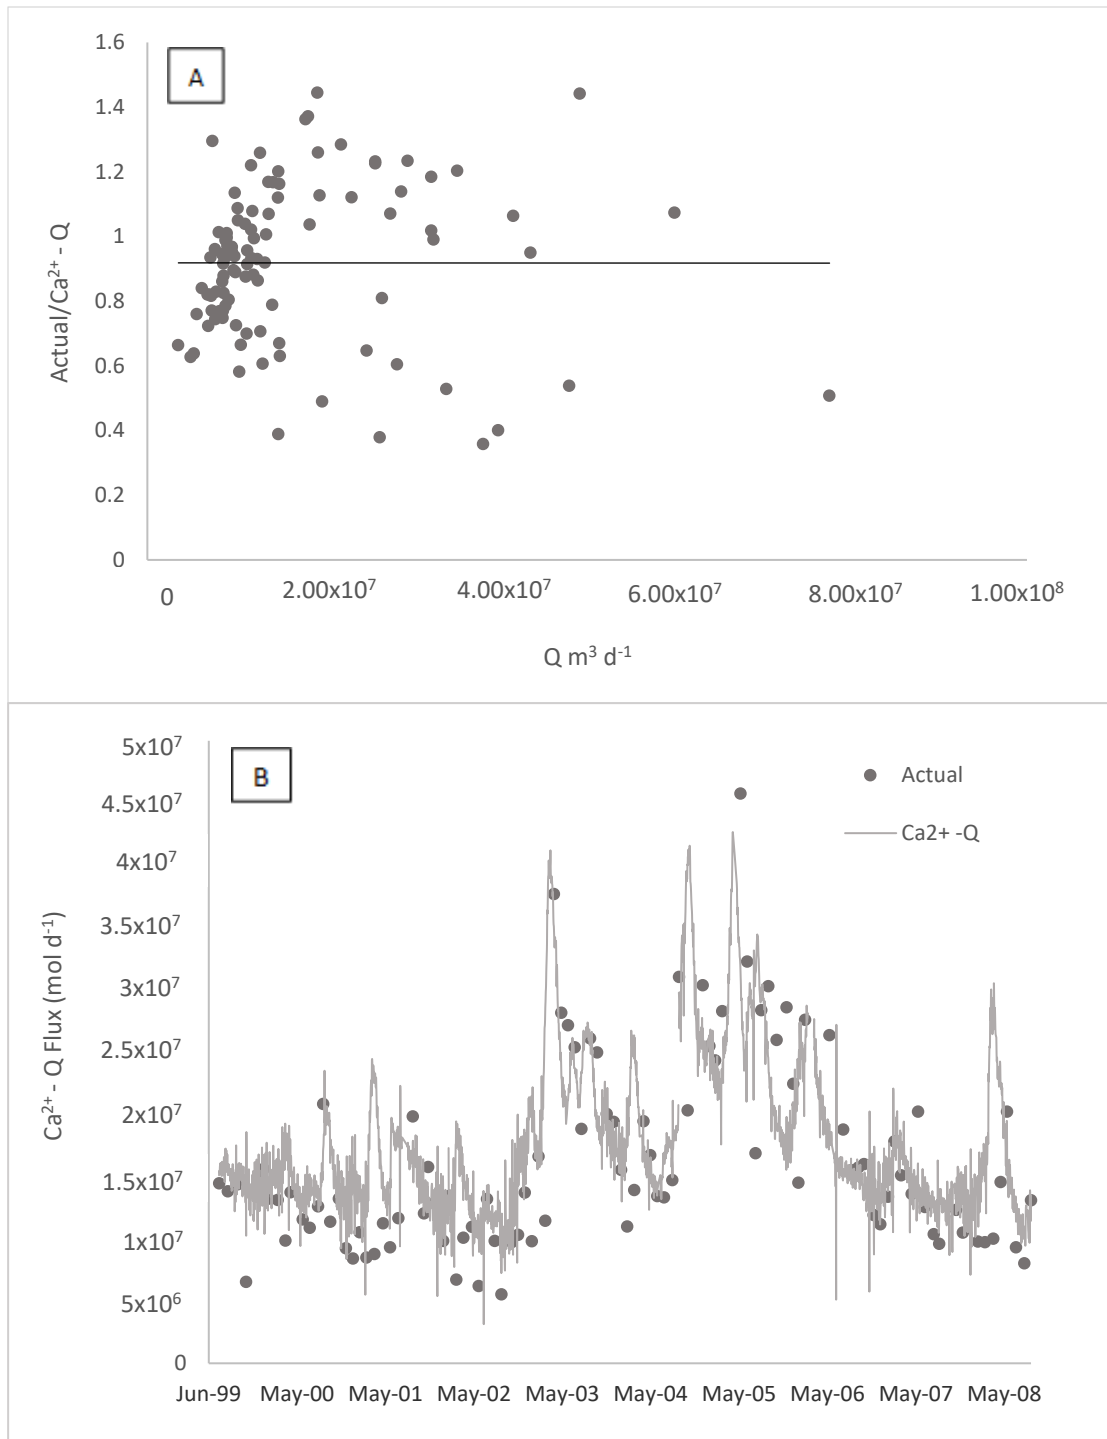 A
1.6
1.4
1.2
1
0.8
0.6
0.4
0.2
0
Actual/Ca²⁺ - Q
0 2.00x10⁷ 4.00x10⁷ 6.00x10⁷ 8.00x10⁷ 1.00x10⁸
Q m³ d⁻¹
B
5x10⁷
4.5x10⁷
4x10⁷
3.5x10⁷
3x10⁷
2.5x10⁷
2x10⁷
1.5x10⁷
1x10⁷
5x10⁶
0
Ca²⁺ - Q Flux (mol d⁻¹)
Actual
Ca2+ -Q
Jun-99 May-00 May-01 May-02 May-03 May-04 May-05 May-06 May-07 May-08